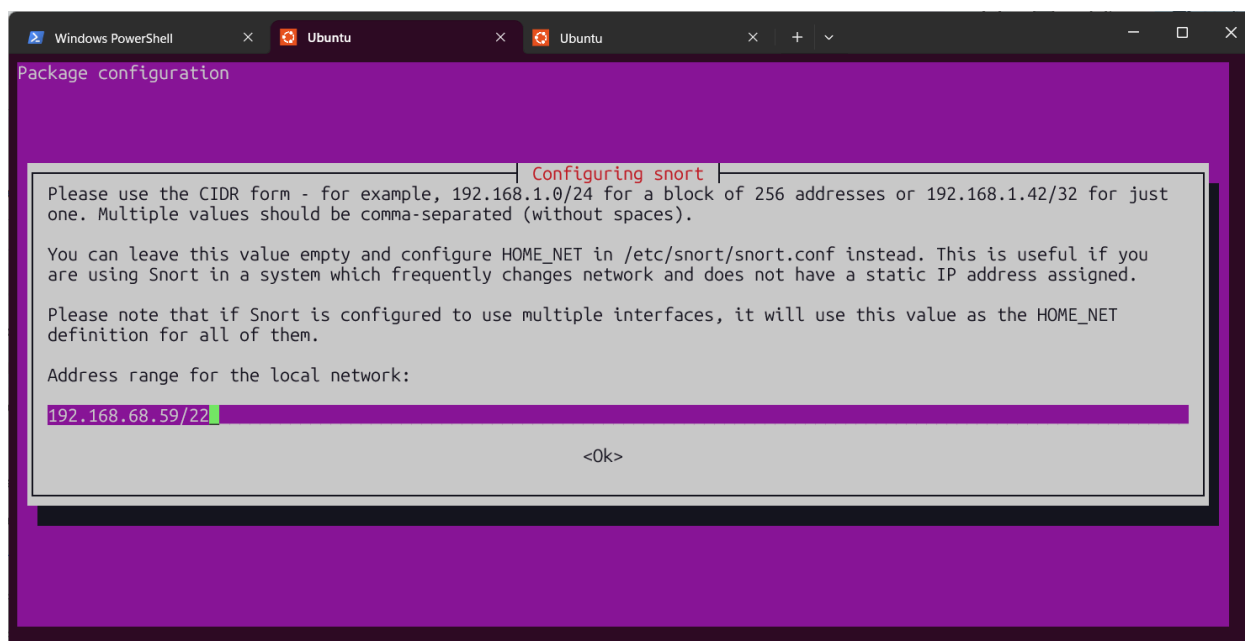 Windows PowerShell
Ubuntu
Ubuntu
Package configuration
Configuring snort
Please use the CIDR form - for example, 192.168.1.0/24 for a block of 256 addresses or 192.168.1.42/32 for just
one. Multiple values should be comma-separated (without spaces).
You can leave this value empty and configure HOME_NET in /etc/snort/snort.conf instead. This is useful if you
are using Snort in a system which frequently changes network and does not have a static IP address assigned.
Please note that if Snort is configured to use multiple interfaces, it will use this value as the HOME_NET
definition for all of them.
Address range for the local network:
192.168.68.59/22
<Ok>